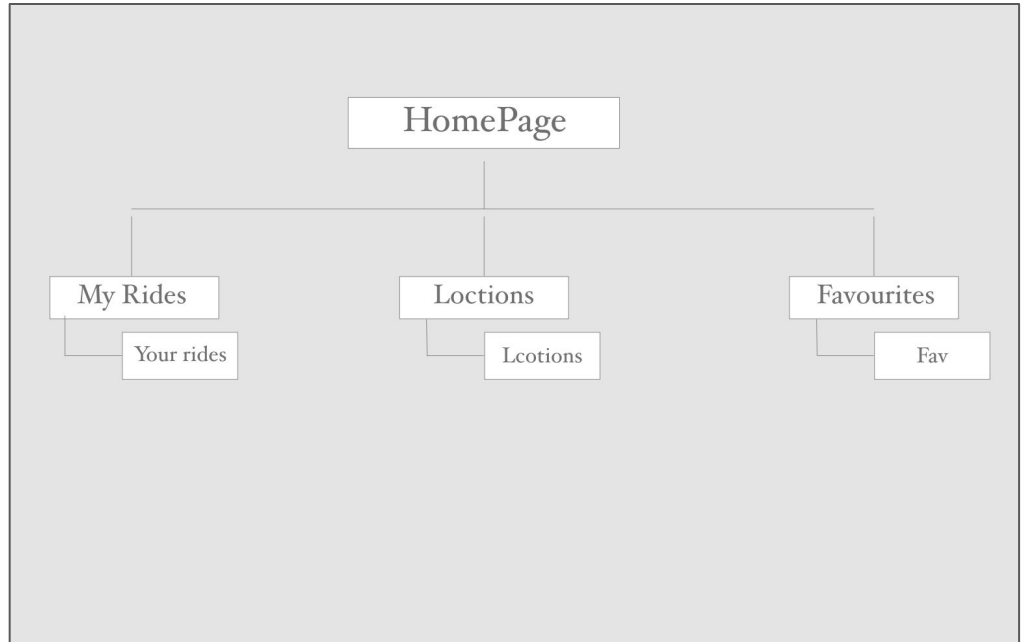 HomePage
My Rides
Loctions
Favourites
Your rides
Lcotions
Fav